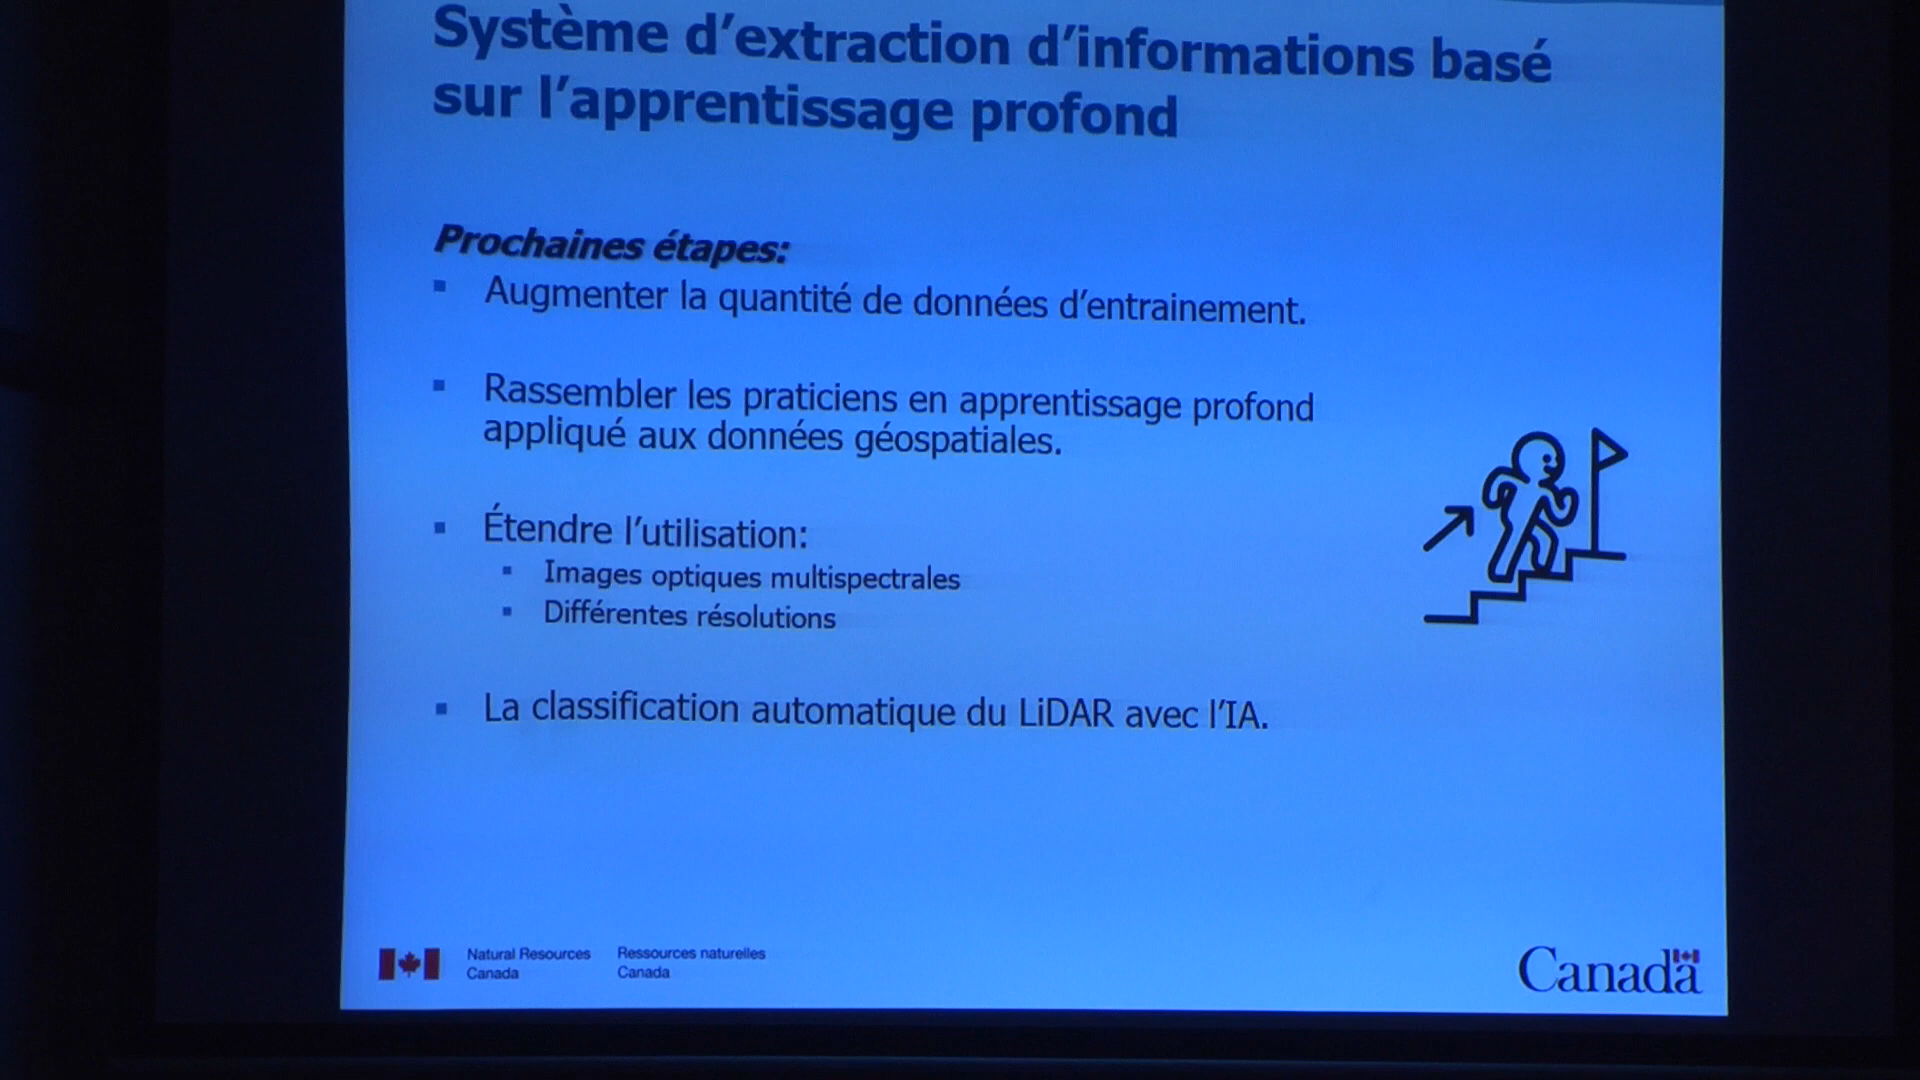 Système d’extraction d’informations basé
sur l’apprentissage profond
Prochaines étapes:
Augmenter la quantité de données d’entrainement.
Rassembler les praticiens en apprentissage profond
appliqué aux données géospatiales.
Étendre l’utilisation:
Images optiques multispectrales
Différentes résolutions
La classification automatique du LiDAR avec l’IA.
Natural Resources
Canada
Ressources naturelles
Canada
Canada